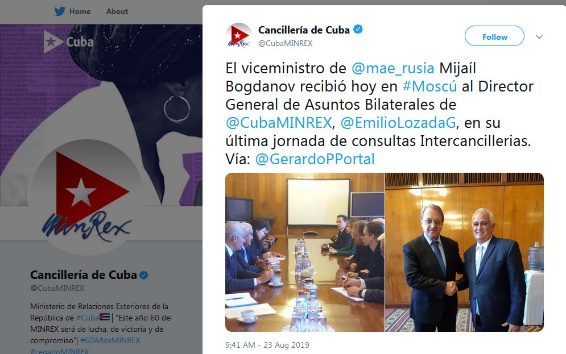 Home About
Cuba
MinRex
Cancillería de Cuba
@CubaMINREX
Ministerio de Relaciones Exteriores de la
República de #Cuba🇨🇺| "Este año 60 del
MINREX será de lucha, de victoria y de
compromiso"| #60AñosMINREX
#LegadoMINREX
Cancillería de Cuba
@CubaMINREX
Follow
El viceministro de @mae_rusia Mijaíl
Bogdanov recibió hoy en #Moscú al Director
General de Asuntos Bilaterales de
@CubaMINREX, @EmilioLozadaG, en su
última jornada de consultas Intercancillerias.
Vía: @GerardoPPortal
9:41 AM - 23 Aug 2019